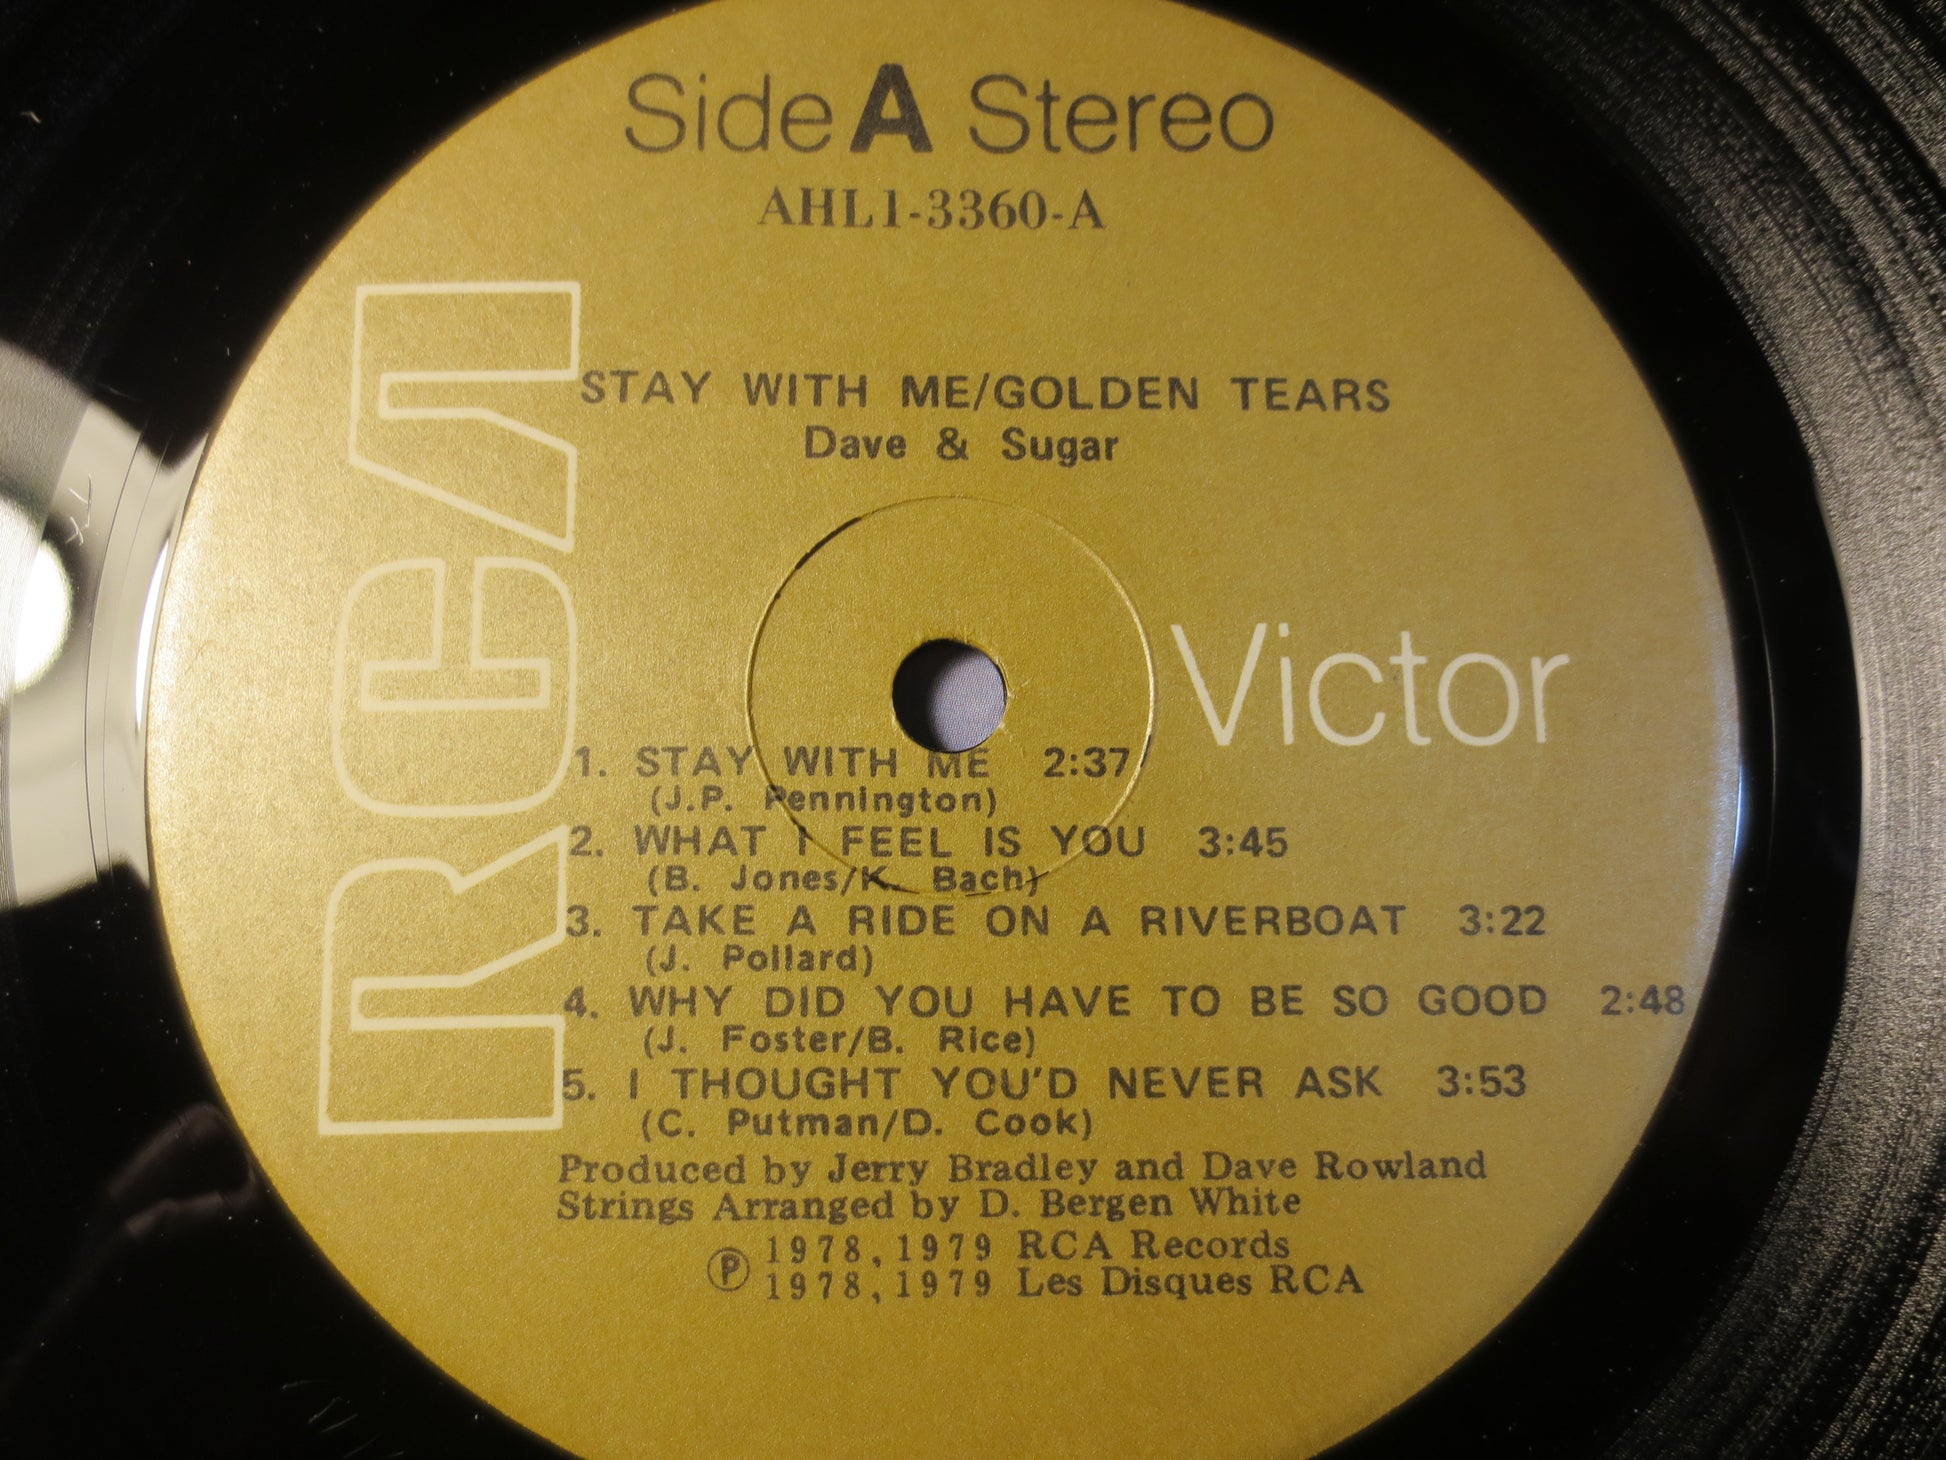 Side A Stereo
AHL1-3360-A
RCA
STAY WITH ME/GOLDEN TEARS
Dave & Sugar
Victor
1. STAY WITH ME 2:37
(J.P. Pennington)
2. WHAT I FEEL IS YOU 3:45
(B. Jones/K. Bach)
3. TAKE A RIDE ON A RIVERBOAT 3:22
(J. Pollard)
4. WHY DID YOU HAVE TO BE SO GOOD 2:48
(J. Foster/B. Rice)
5. I THOUGHT YOU'D NEVER ASK 3:53
(C. Putman/D. Cook)
Produced by Jerry Bradley and Dave Rowland
Strings Arranged by D. Bergen White
℗ 1978, 1979 RCA Records
1978, 1979 Les Disques RCA